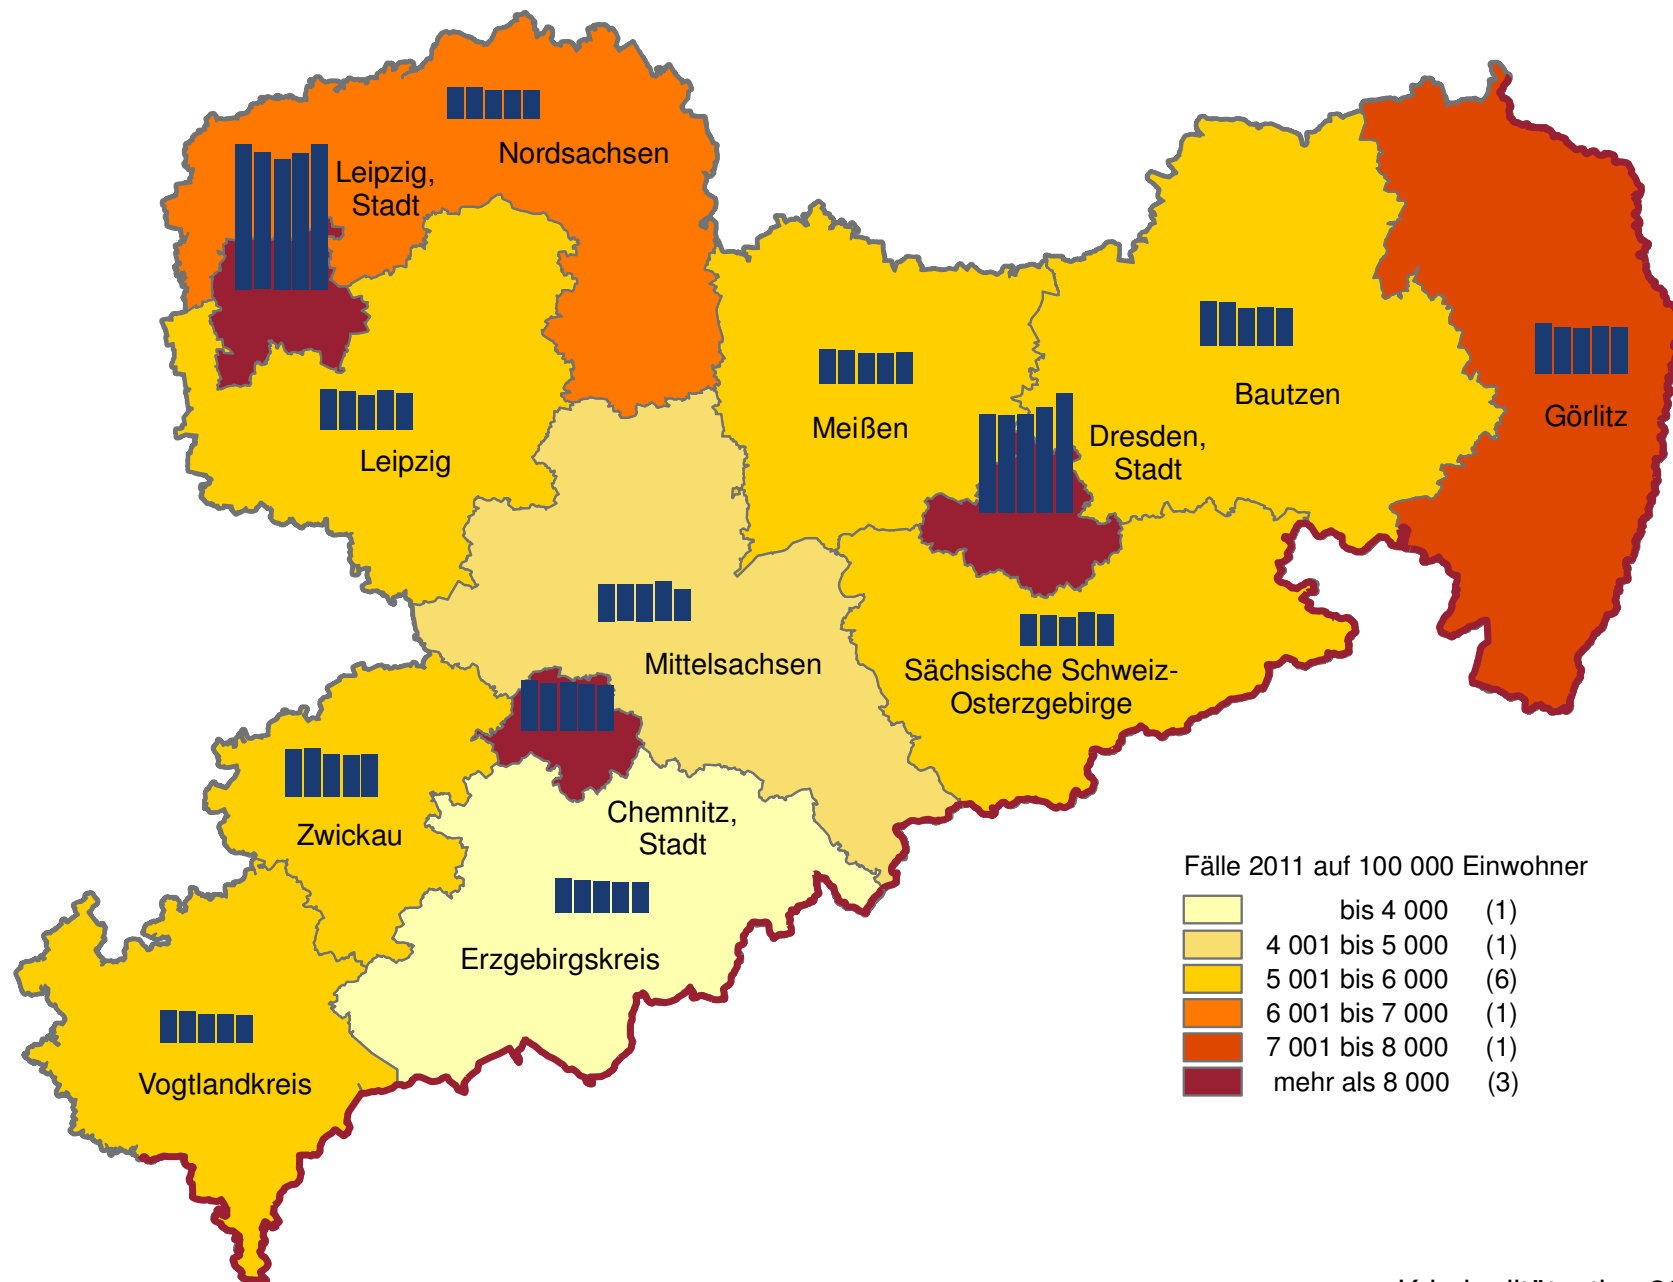 Nordsachsen
Leipzig,
Stadt
Leipzig
Meißen
Dresden,
Stadt
Bautzen
Görlitz
Mittelsachsen
Sächsische Schweiz-
Osterzgebirge
Zwickau
Chemnitz,
Stadt
Erzgebirgskreis
Vogtlandkreis
Fälle 2011 auf 100 000 Einwohner
bis 4 000 (1)
4 001 bis 5 000 (1)
5 001 bis 6 000 (6)
6 001 bis 7 000 (1)
7 001 bis 8 000 (1)
mehr als 8 000 (3)